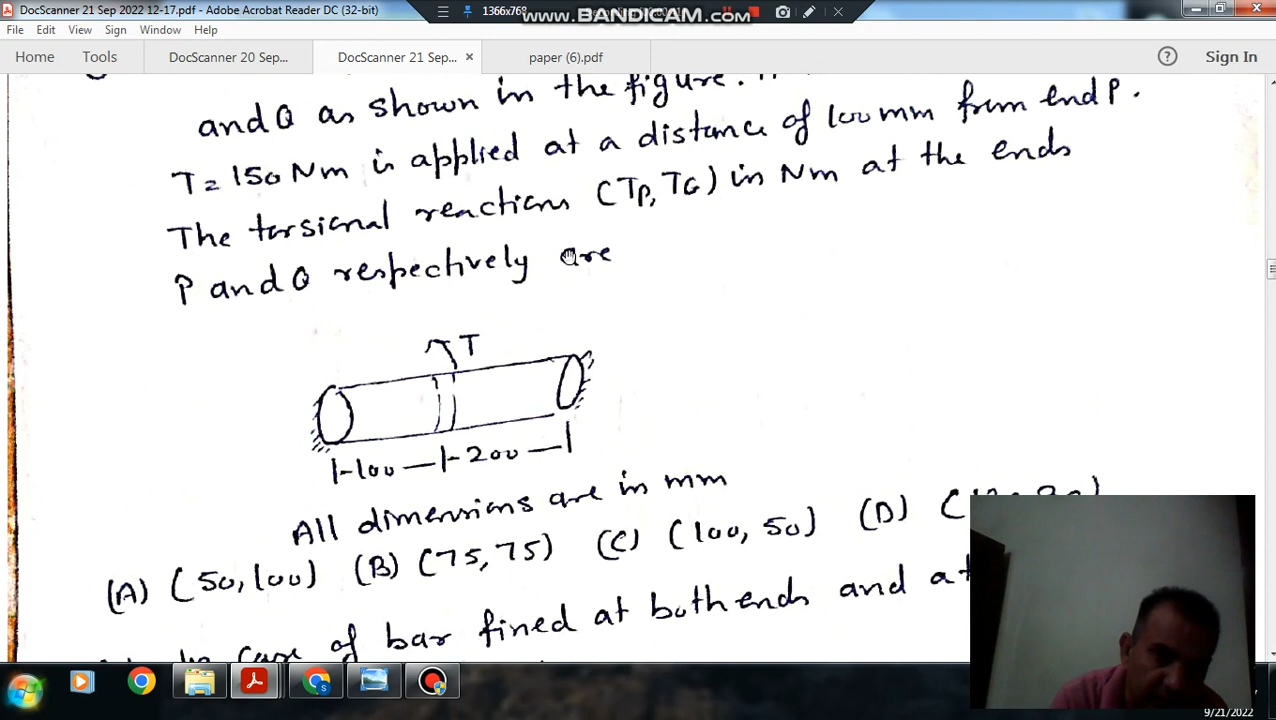 DocScanner 21 Sep 2022 12-17.pdf - Adobe Acrobat Reader DC (32-bit)
1366x768
www.BANDICAM.com
File Edit View Sign Window Help
Home Tools DocScanner 20 Sep... DocScanner 21 Sep... × paper (6).pdf ? Sign In
and Q as shown in the figure.
T = 150 Nm is applied at a distance of 100 mm from end P.
The torsional reactions (TP, TQ) in Nm at the ends
P and Q respectively are
T
100 200
All dimensions are in mm
(A) (50, 100) (B) (75, 75) (C) (100, 50) (D) (
case of bar fined at both ends and at
9/21/2022